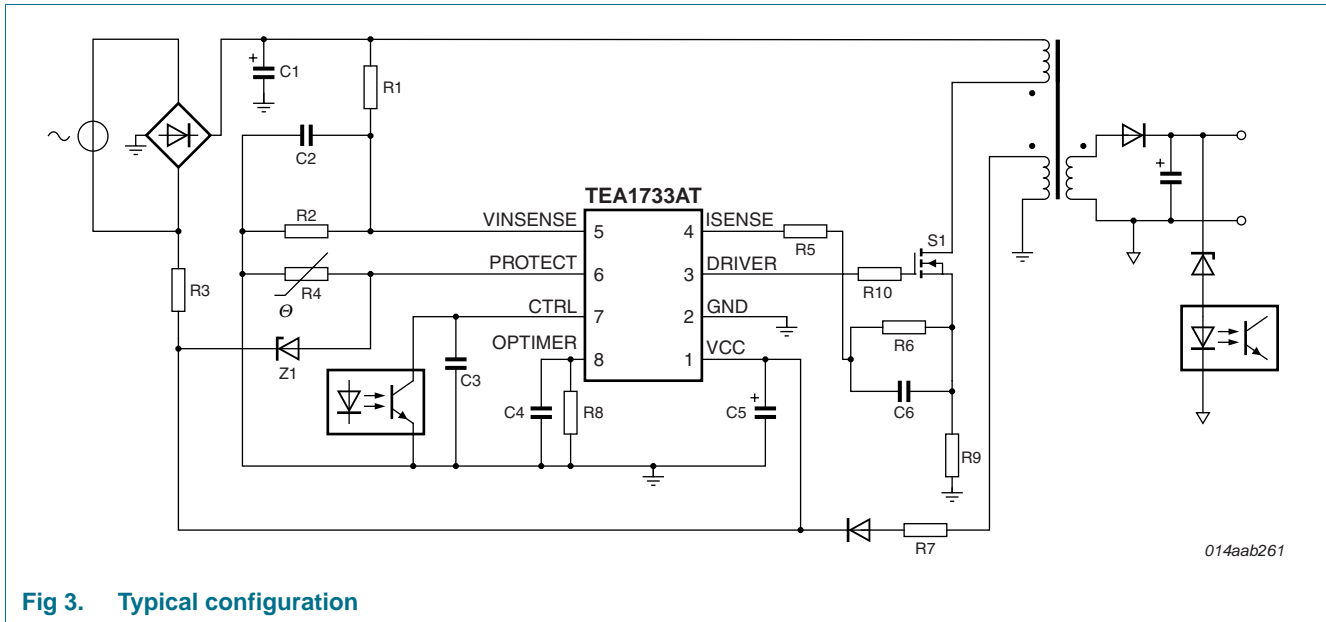 C1
R1
C2
TEA1733AT
R2
VINSENSE
5
4
ISENSE
R5
S1
PROTECT
6
3
DRIVER
R3
R4
Θ
R10
CTRL
7
2
GND
OPTIMER
8
1
VCC
R6
Z1
C3
C4
R8
C5
C6
R9
R7
014aab261
Fig 3. Typical configuration